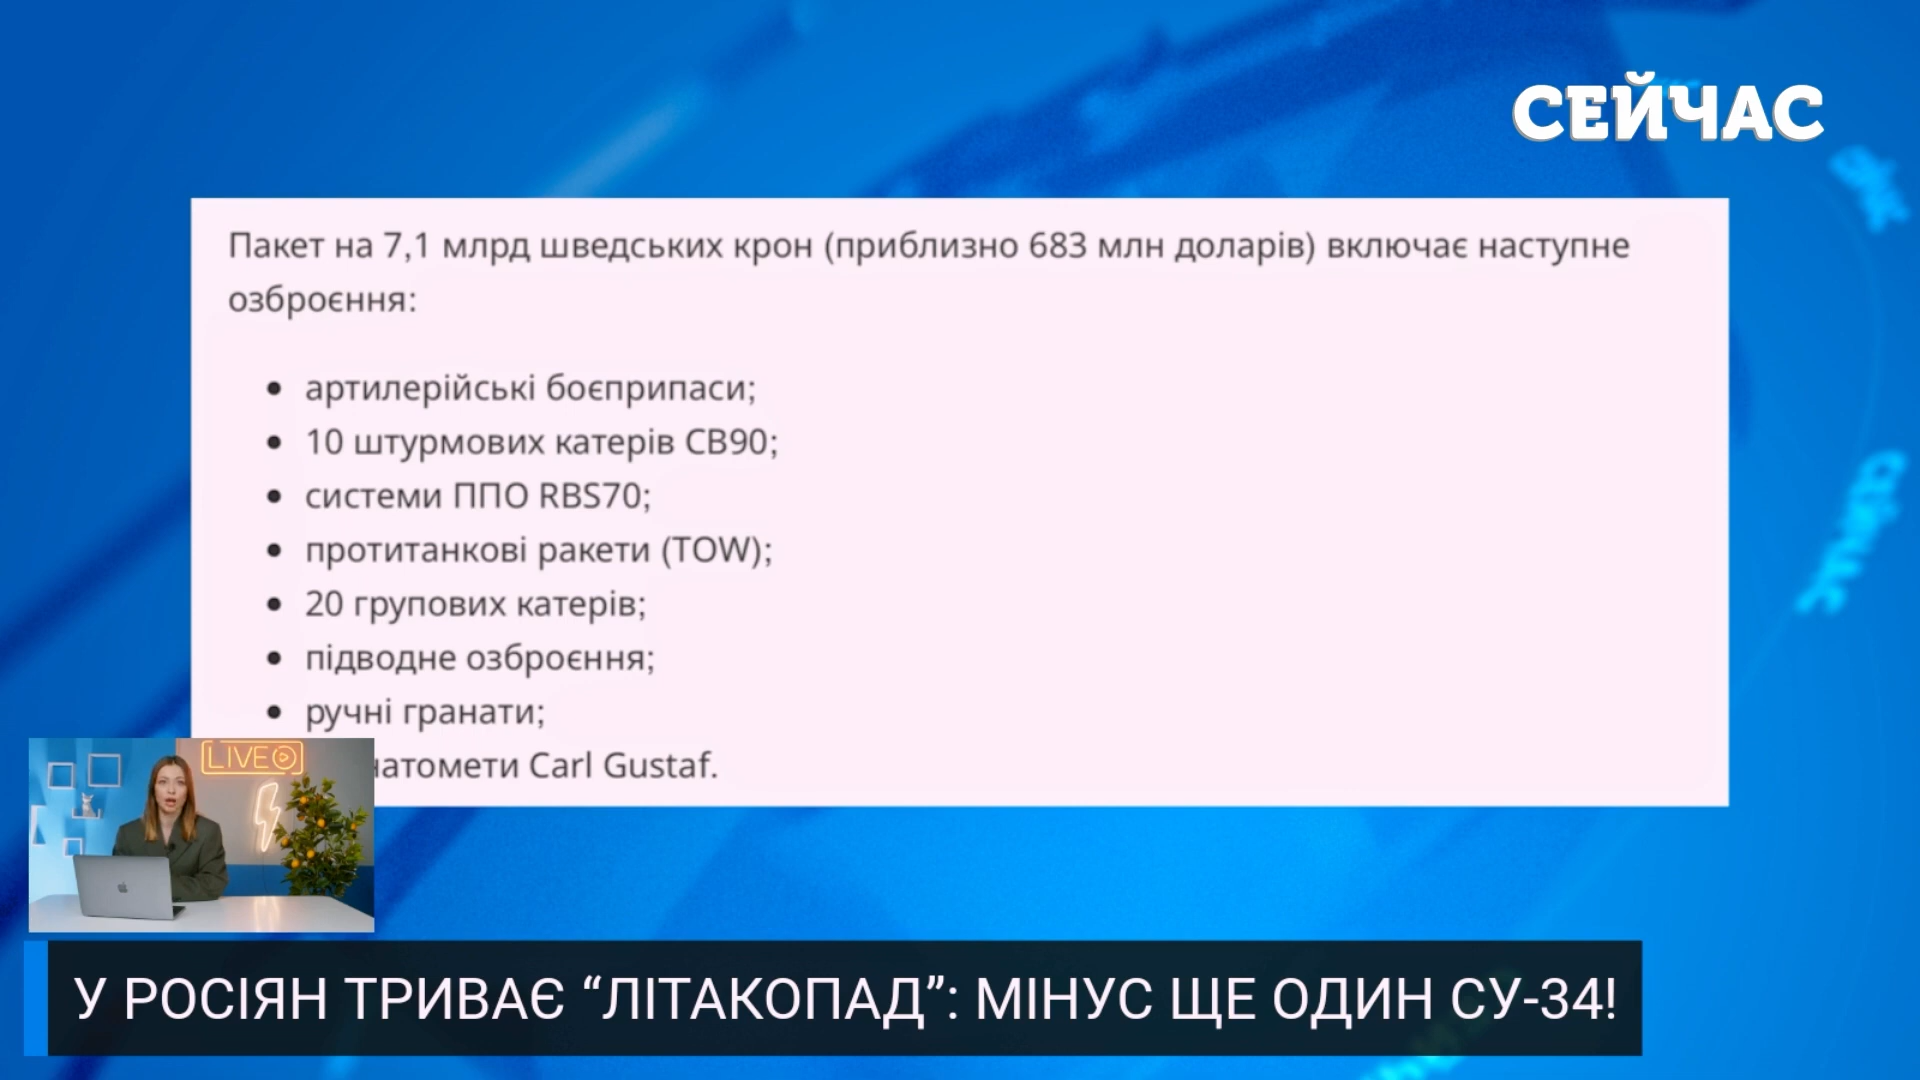 СЕЙЧАС
Пакет на 7,1 млрд шведських крон (приблизно 683 млн доларів) включає наступне
озброєння:
• артилерійські боєприпаси;
• 10 штурмових катерів CB90;
• системи ППО RBS70;
• протитанкові ракети (TOW);
• 20 групових катерів;
• підводне озброєння;
• ручні гранати;
натомети Carl Gustaf.
LIVE
У РОСІЯН ТРИВАЄ “ЛІТАКОПАД”: МІНУС ЩЕ ОДИН СУ-34!